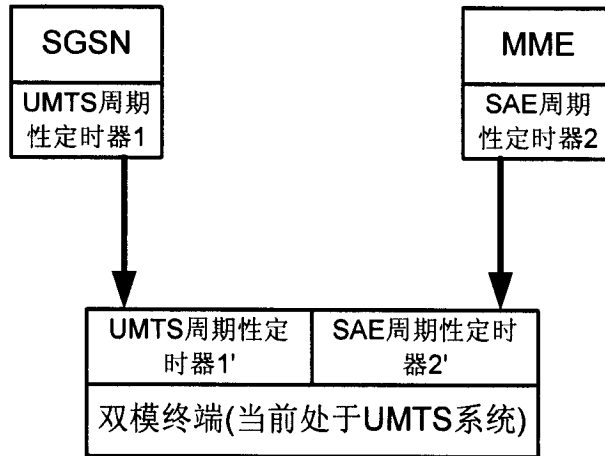 SGSN
UMTS周期
性定时器1
MME
SAE周期
性定时器2
UMTS周期性定
时器1'
SAE周期性定时
器2'
双模终端(当前处于UMTS系统)